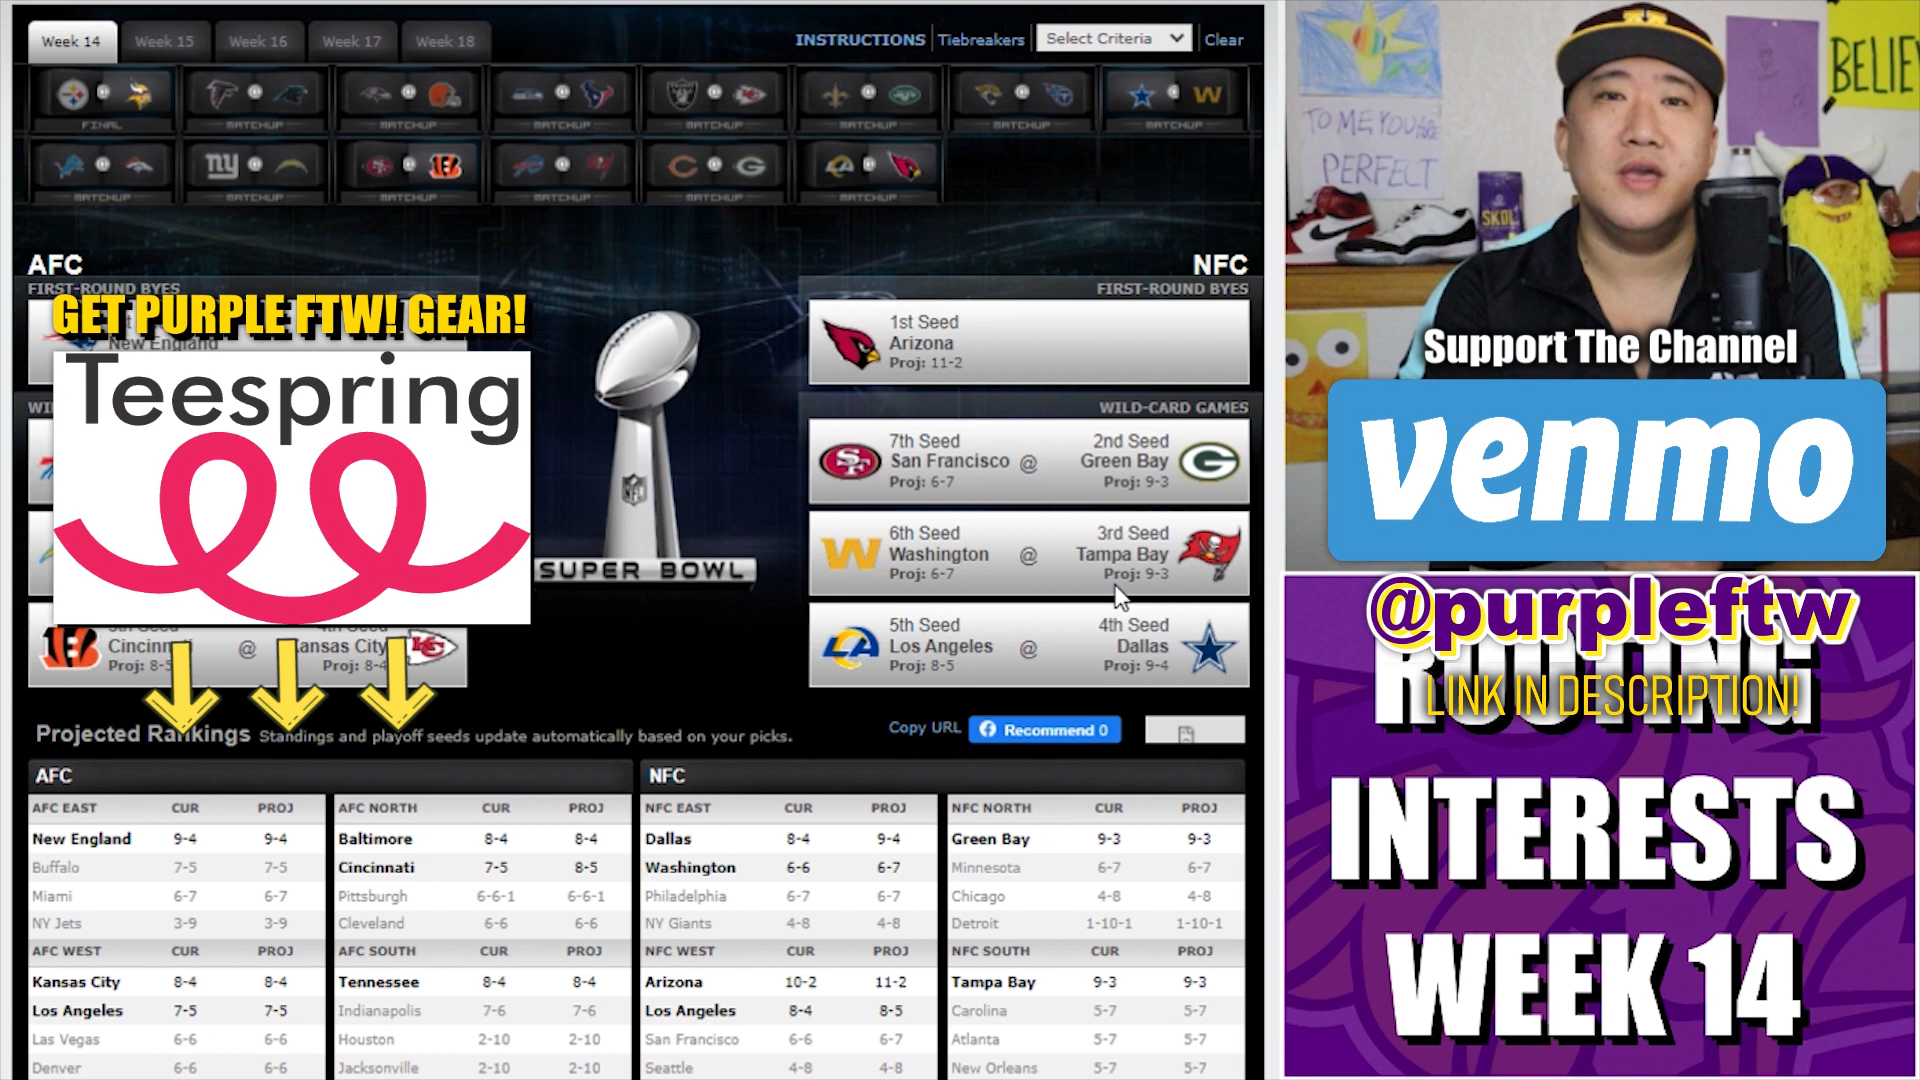 Week 14
Week 15
Week 16
Week 17
Week 18
INSTRUCTIONS
Tiebreakers
Select Criteria
Clear
FINAL
MATCHUP
MATCHUP
MATCHUP
MATCHUP
MATCHUP
MATCHUP
MATCHUP
MATCHUP
MATCHUP
MATCHUP
MATCHUP
MATCHUP
MATCHUP
AFC
FIRST-ROUND BYES
NFC
FIRST-ROUND BYES
GET PURPLE FTW! GEAR!
New England
Teespring
1st Seed
Arizona
Proj: 11-2
WILD-CARD GAMES
7th Seed
San Francisco @
Proj: 6-7
2nd Seed
Green Bay
Proj: 9-3
6th Seed
Washington @
Proj: 6-7
3rd Seed
Tampa Bay
Proj: 9-3
5th Seed
Los Angeles @
Proj: 8-5
4th Seed
Dallas
Proj: 9-4
NFL
SUPER BOWL
@
Proj: 8-4
Projected Rankings Standings and playoff seeds update automatically based on your picks.
Copy URL
Recommend 0
AFC
AFC EAST CUR PROJ
New England 9-4 9-4
Buffalo 7-5 7-5
Miami 6-7 6-7
NY Jets 3-9 3-9
AFC WEST CUR PROJ
Kansas City 8-4 8-4
Los Angeles 7-5 7-5
Las Vegas 6-6 6-6
Denver 6-6 6-6
AFC NORTH CUR PROJ
Baltimore 8-4 8-4
Cincinnati 7-5 8-5
Pittsburgh 6-6-1 6-6-1
Cleveland 6-6 6-6
AFC SOUTH CUR PROJ
Tennessee 8-4 8-4
Indianapolis 7-6 7-6
Houston 2-10 2-10
Jacksonville 2-10 2-10
NFC
NFC EAST CUR PROJ
Dallas 8-4 9-4
Washington 6-6 6-7
Philadelphia 6-7 6-7
NY Giants 4-8 4-8
NFC WEST CUR PROJ
Arizona 10-2 11-2
Los Angeles 8-4 8-5
San Francisco 6-6 6-7
Seattle 4-8 4-8
NFC NORTH CUR PROJ
Green Bay 9-3 9-3
Minnesota 6-7 6-7
Chicago 4-8 4-8
Detroit 1-10-1 1-10-1
NFC SOUTH CUR PROJ
Tampa Bay 9-3 9-3
Carolina 5-7 5-7
Atlanta 5-7 5-7
New Orleans 5-7 5-7
TO ME YOU ARE
PERFECT
SKOL
Support The Channel
venmo
@purpleftw
ROOTING
LINK IN DESCRIPTION!
INTERESTS
WEEK 14